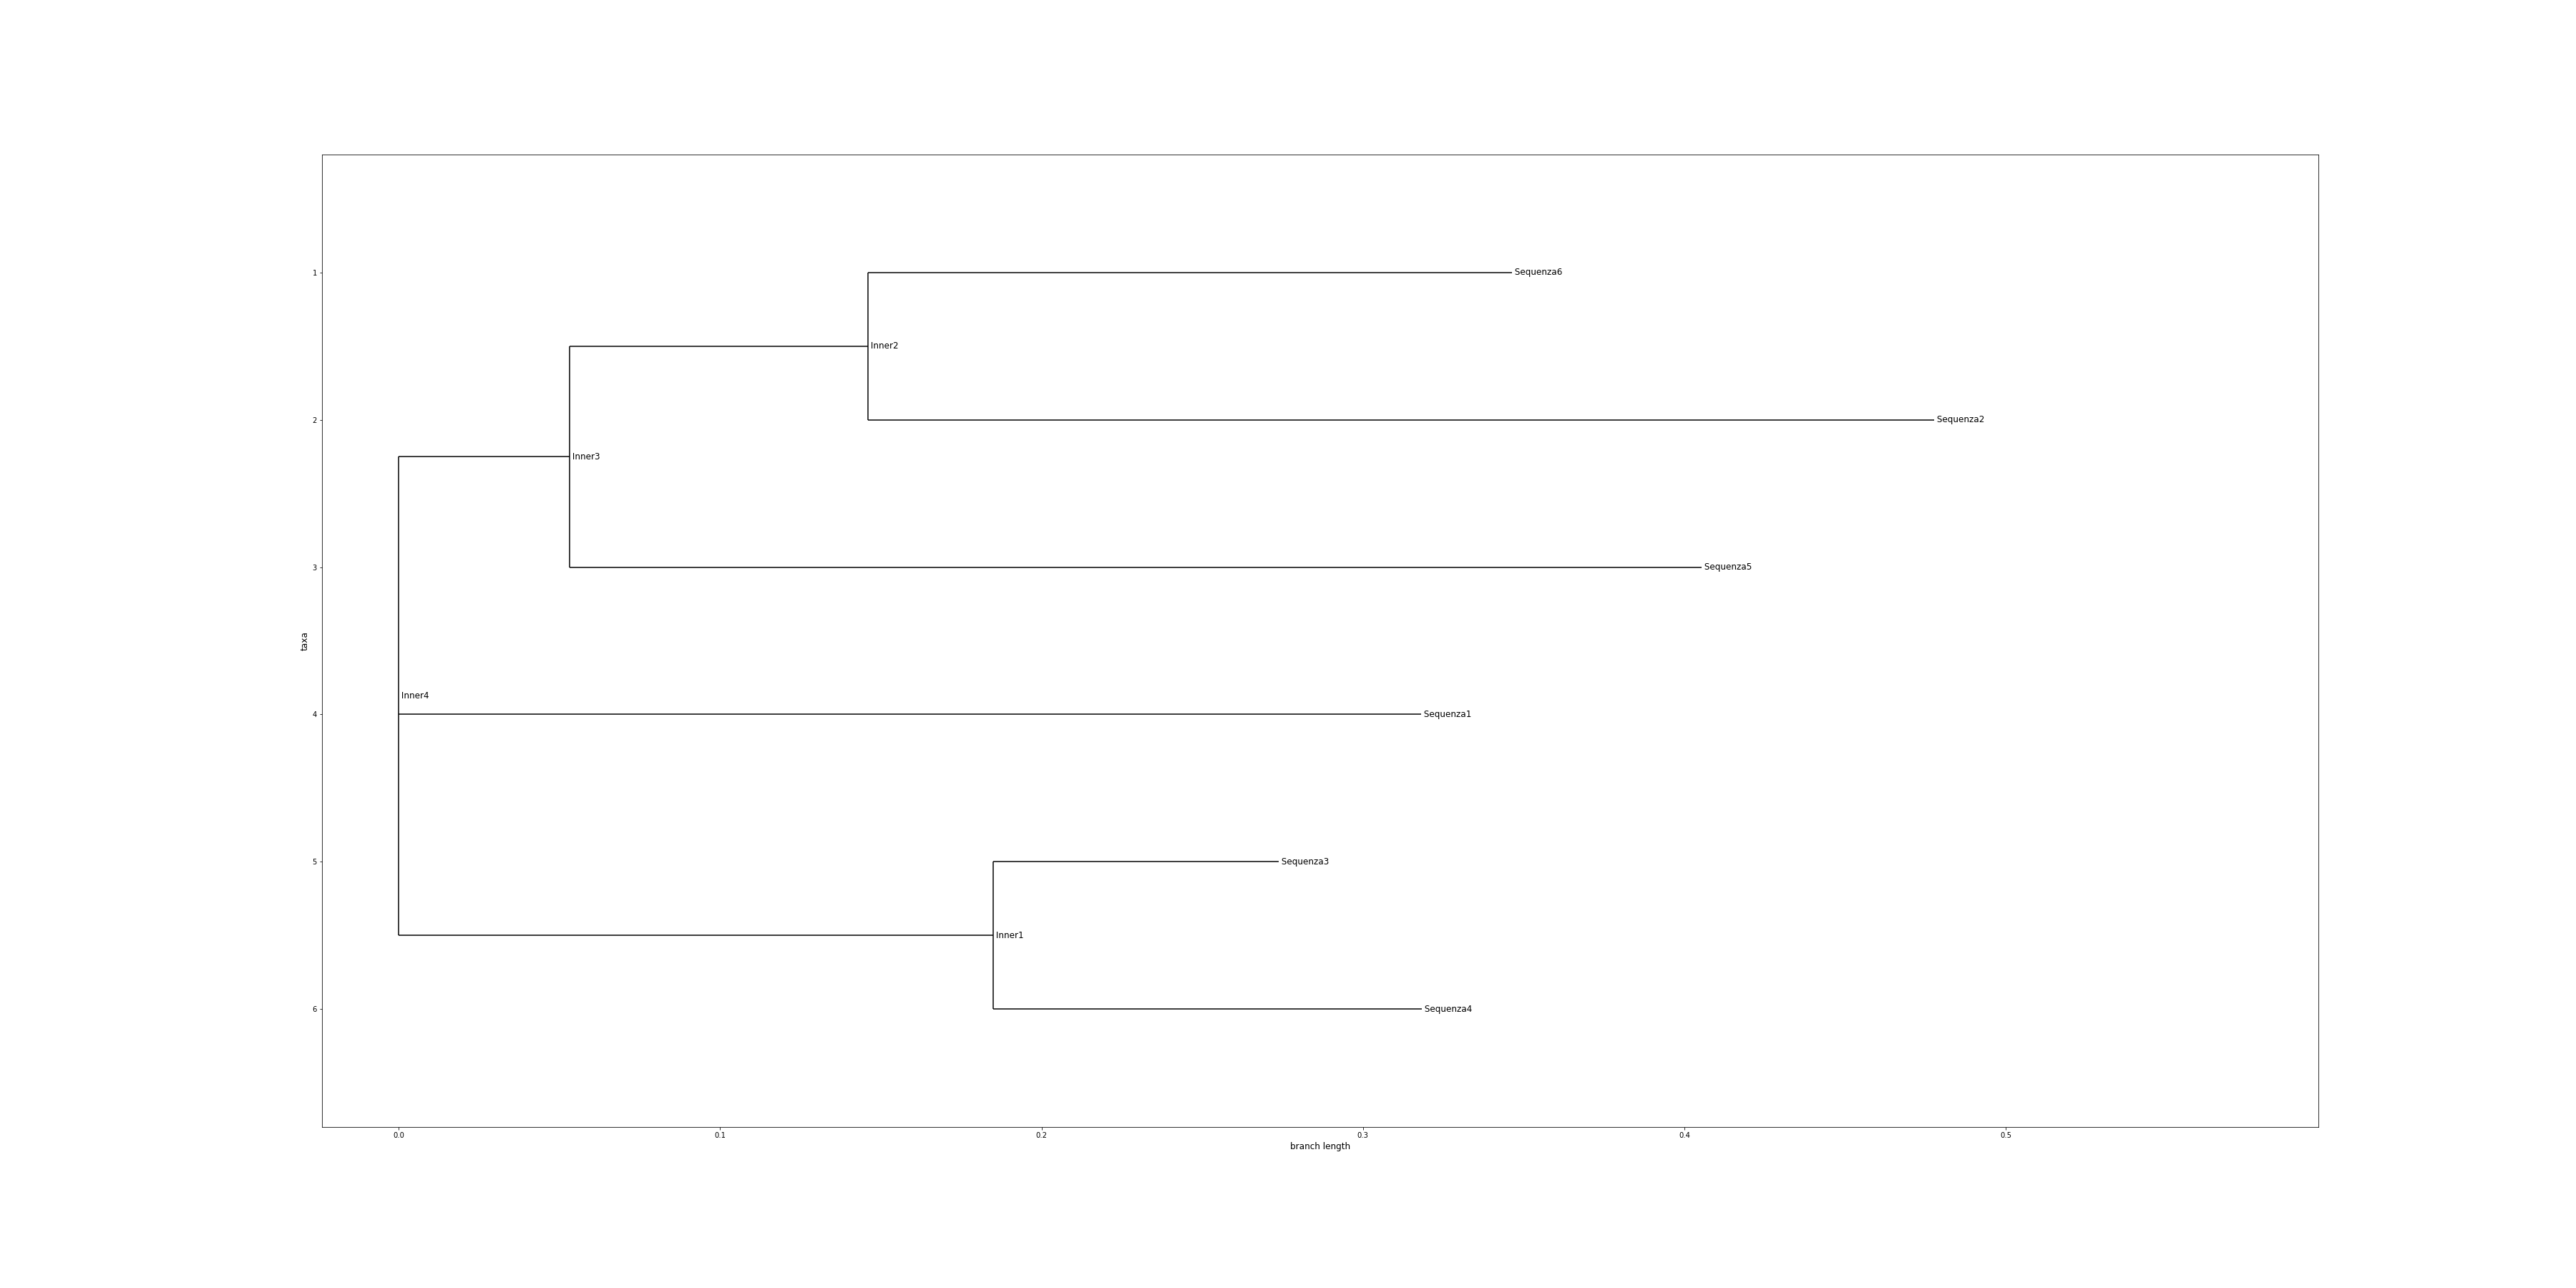 1
Sequenza6
Inner2
2
Sequenza2
Inner3
3
Sequenza5
taxa
Inner4
4
Sequenza1
5
Sequenza3
Inner1
6
Sequenza4
0.0 0.1 0.2 0.3 0.4 0.5
branch length